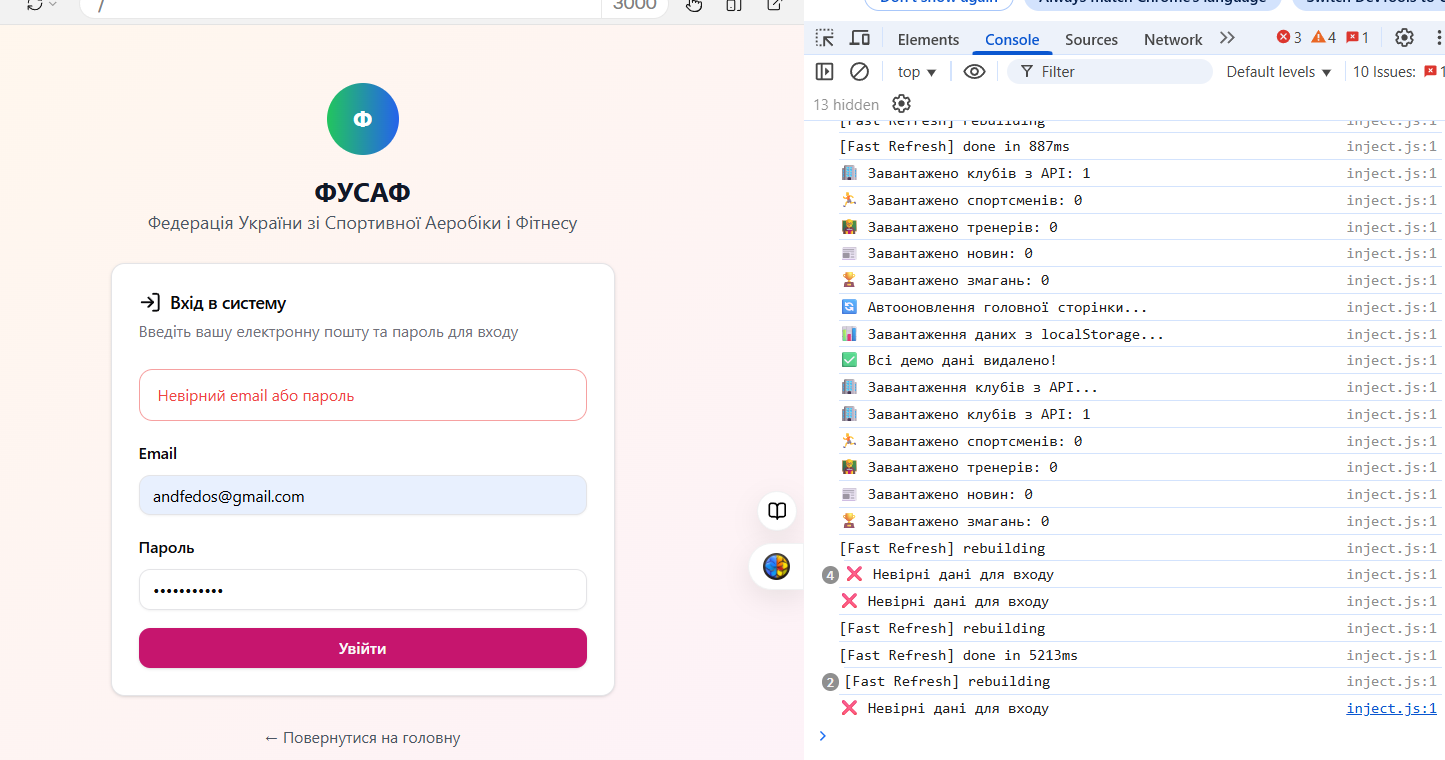 /
3000
Don't show again
Always match Chrome's language
Elements
Console
Sources
Network
3
4
1
top
Filter
Default levels
10 Issues:
1
13 hidden
[Fast Refresh] rebuilding inject.js:1
[Fast Refresh] done in 887ms inject.js:1
Завантажено клубів з API: 1 inject.js:1
Завантажено спортсменів: 0 inject.js:1
Завантажено тренерів: 0 inject.js:1
Завантажено новин: 0 inject.js:1
Завантажено змагань: 0 inject.js:1
Автооновлення головної сторінки... inject.js:1
Завантаження даних з localStorage... inject.js:1
Всі демо дані видалено! inject.js:1
Завантаження клубів з API... inject.js:1
Завантажено клубів з API: 1 inject.js:1
Завантажено спортсменів: 0 inject.js:1
Завантажено тренерів: 0 inject.js:1
Завантажено новин: 0 inject.js:1
Завантажено змагань: 0 inject.js:1
[Fast Refresh] rebuilding inject.js:1
4 ❌ Невірні дані для входу inject.js:1
❌ Невірні дані для входу inject.js:1
[Fast Refresh] rebuilding inject.js:1
[Fast Refresh] done in 5213ms inject.js:1
2 [Fast Refresh] rebuilding inject.js:1
❌ Невірні дані для входу inject.js:1
Ф
ФУСАФ
Федерація України зі Спортивної Аеробіки і Фітнесу
Вхід в систему
Введіть вашу електронну пошту та пароль для входу
Невірний email або пароль
Email
andfedos@gmail.com
Пароль
•••••••••••
Увійти
← Повернутися на головну